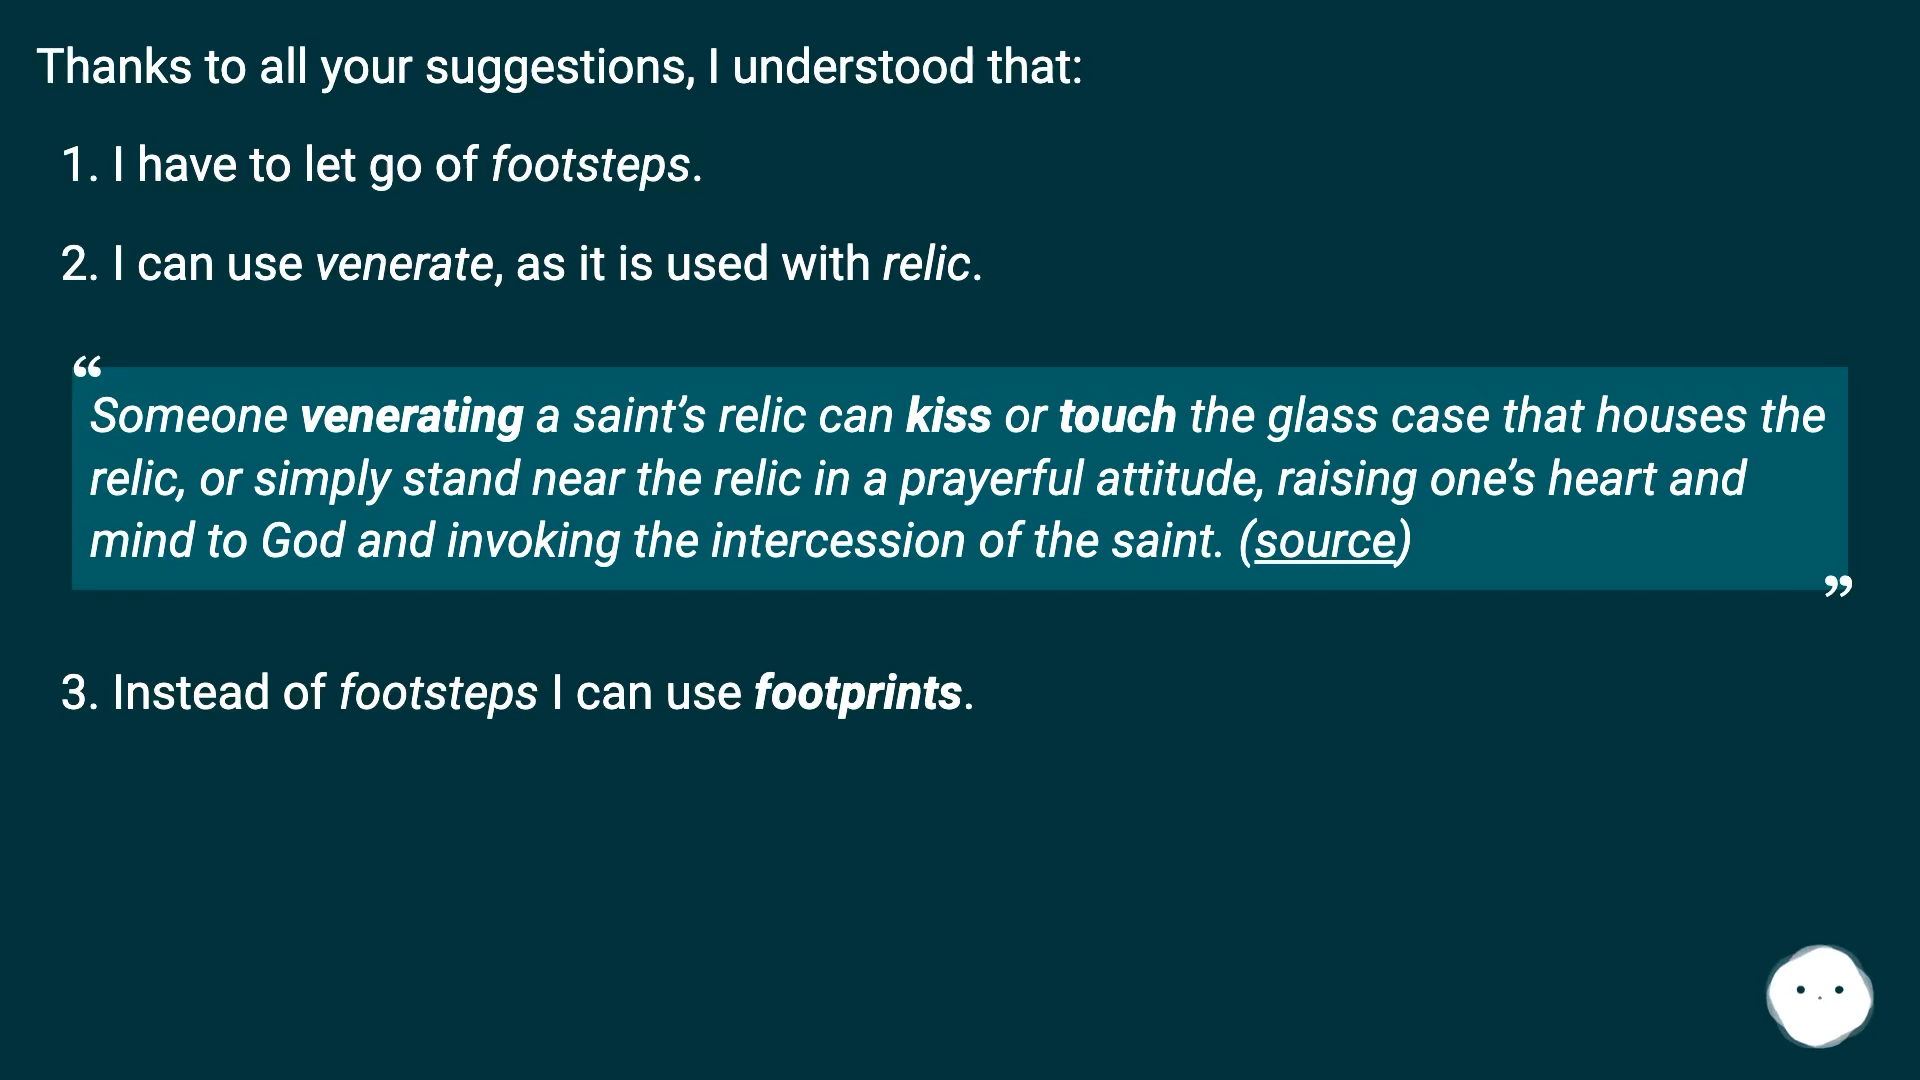 Thanks to all your suggestions, I understood that:
1. I have to let go of footsteps.
2. I can use venerate, as it is used with relic.
“
Someone venerating a saint’s relic can kiss or touch the glass case that houses the
relic, or simply stand near the relic in a prayerful attitude, raising one’s heart and
mind to God and invoking the intercession of the saint. (source)
”
3. Instead of footsteps I can use footprints.